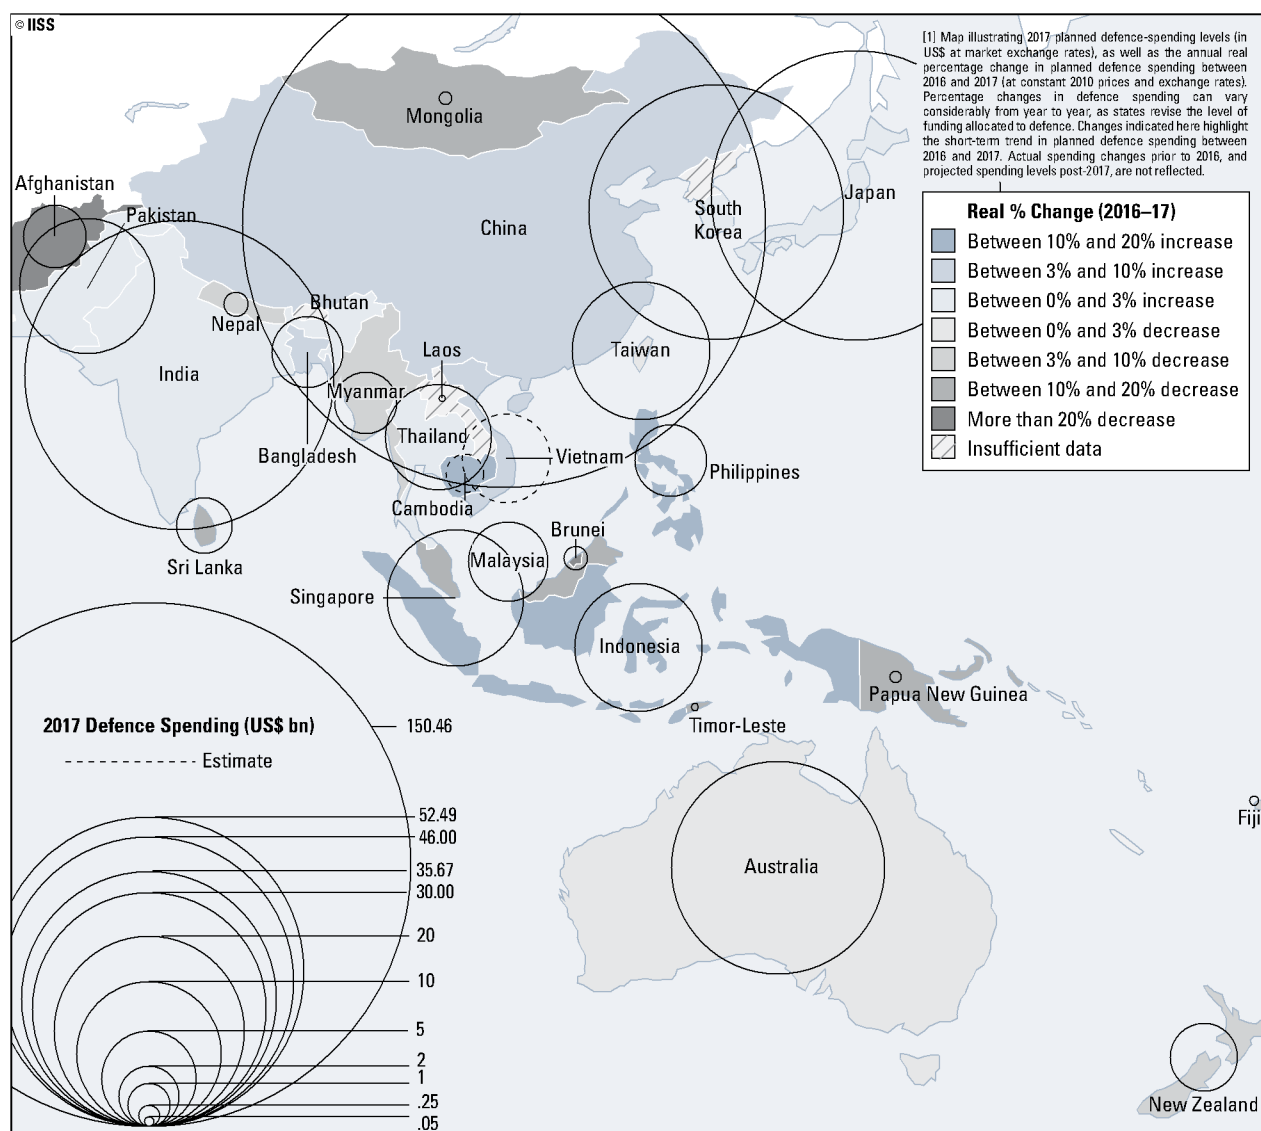 © IISS
[1] Map illustrating 2017 planned defence-spending levels (in
US$ at market exchange rates), as well as the annual real
percentage change in planned defence spending between
2016 and 2017 (at constant 2010 prices and exchange rates).
Percentage changes in defence spending can vary
considerably from year to year, as states revise the level of
funding allocated to defence. Changes indicated here highlight
the short-term trend in planned defence spending between
2016 and 2017. Actual spending changes prior to 2016, and
projected spending levels post-2017, are not reflected.
Real % Change (2016–17)
Between 10% and 20% increase
Between 3% and 10% increase
Between 0% and 3% increase
Between 0% and 3% decrease
Between 3% and 10% decrease
Between 10% and 20% decrease
More than 20% decrease
Insufficient data
Mongolia
Afghanistan
Pakistan
China
South
Korea
Japan
Nepal
Bhutan
India
Laos
Taiwan
Myanmar
Thailand
Bangladesh
Vietnam
Philippines
Cambodia
Sri Lanka
Brunei
Malaysia
Singapore
Indonesia
Papua New Guinea
Timor-Leste
Australia
Fiji
New Zealand
2017 Defence Spending (US$ bn)
Estimate
150.46
52.49
46.00
35.67
30.00
20
10
5
2
1
.25
.05